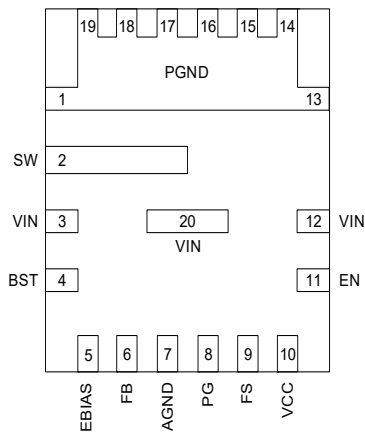 19 18 17 16 15 14
PGND
1 13
SW 2
VIN 3 20 12 VIN
VIN
BST 4 11 EN
5 6 7 8 9 10
EBIAS FB AGND PG FS VCC